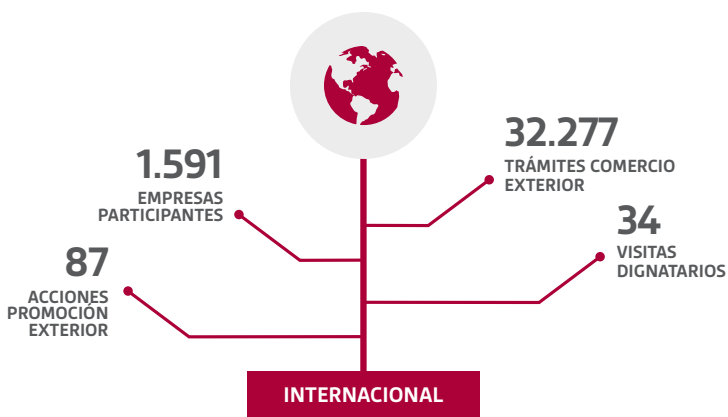 32.277
TRÁMITES COMERCIO
EXTERIOR
1.591
EMPRESAS
PARTICIPANTES
34
VISITAS
DIGNATARIOS
87
ACCIONES
PROMOCIÓN
EXTERIOR
INTERNACIONAL